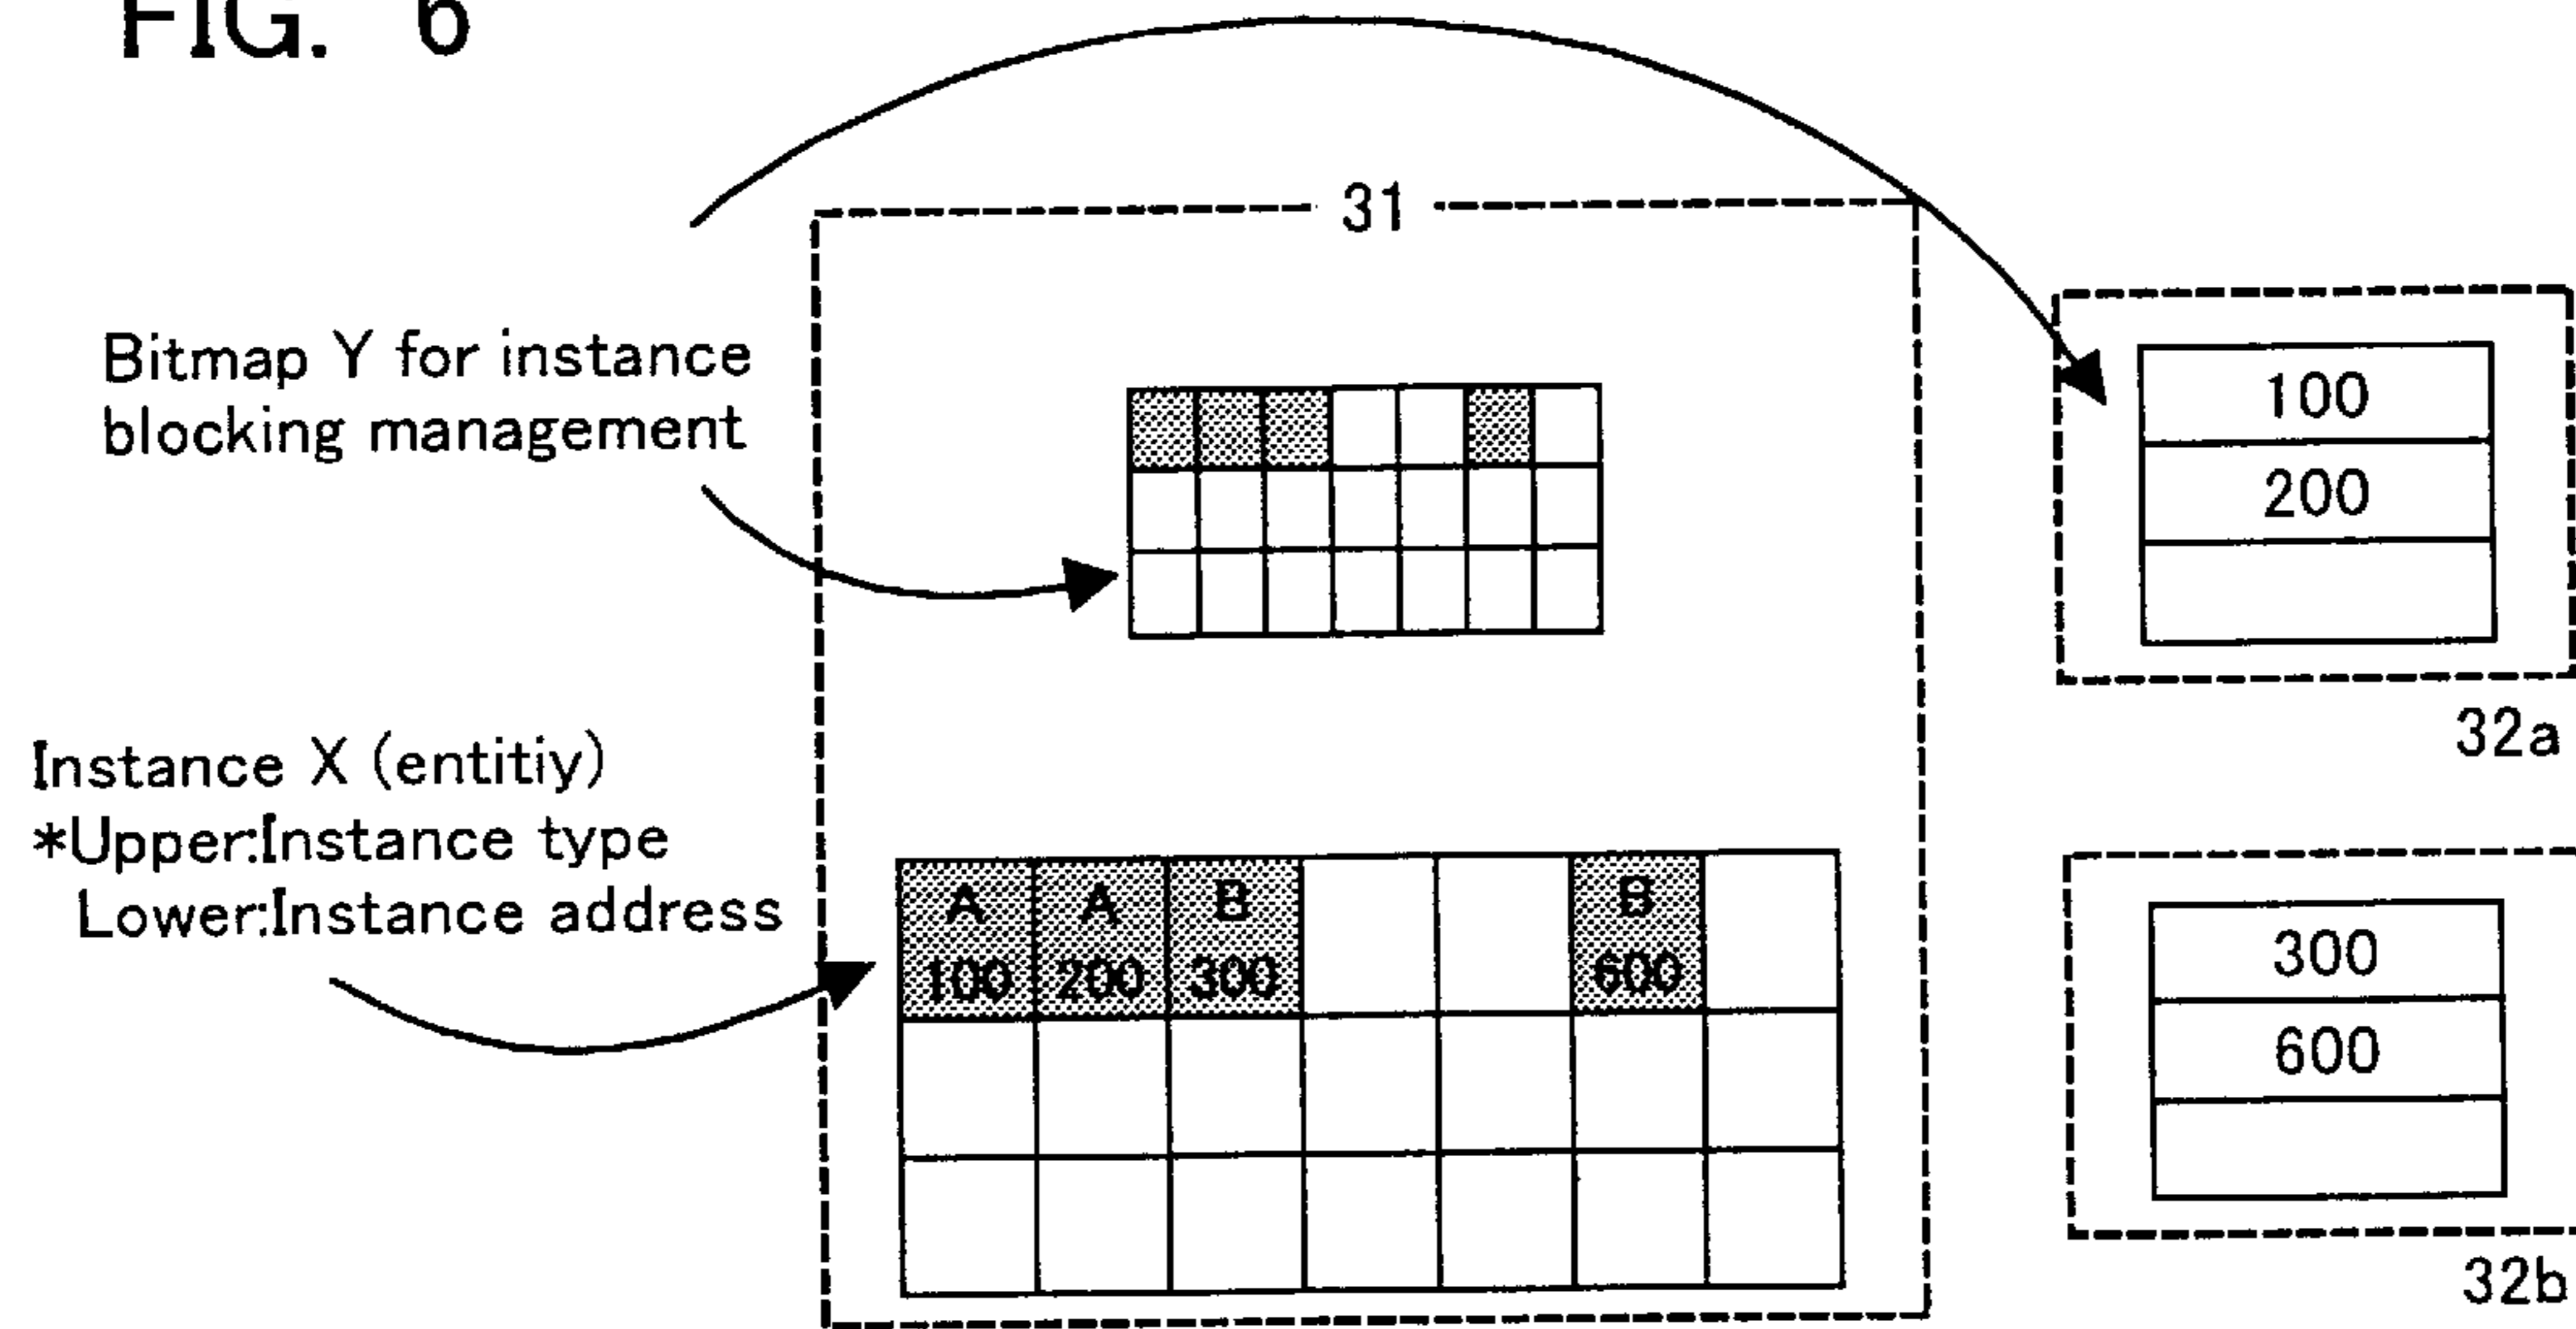 FIG. 6
31
Bitmap Y for instance
blocking management
100
200
32a
Instance X (entitiy)
*Upper:Instance type
Lower:Instance address
A A B B
100 200 300 600
300
600
32b